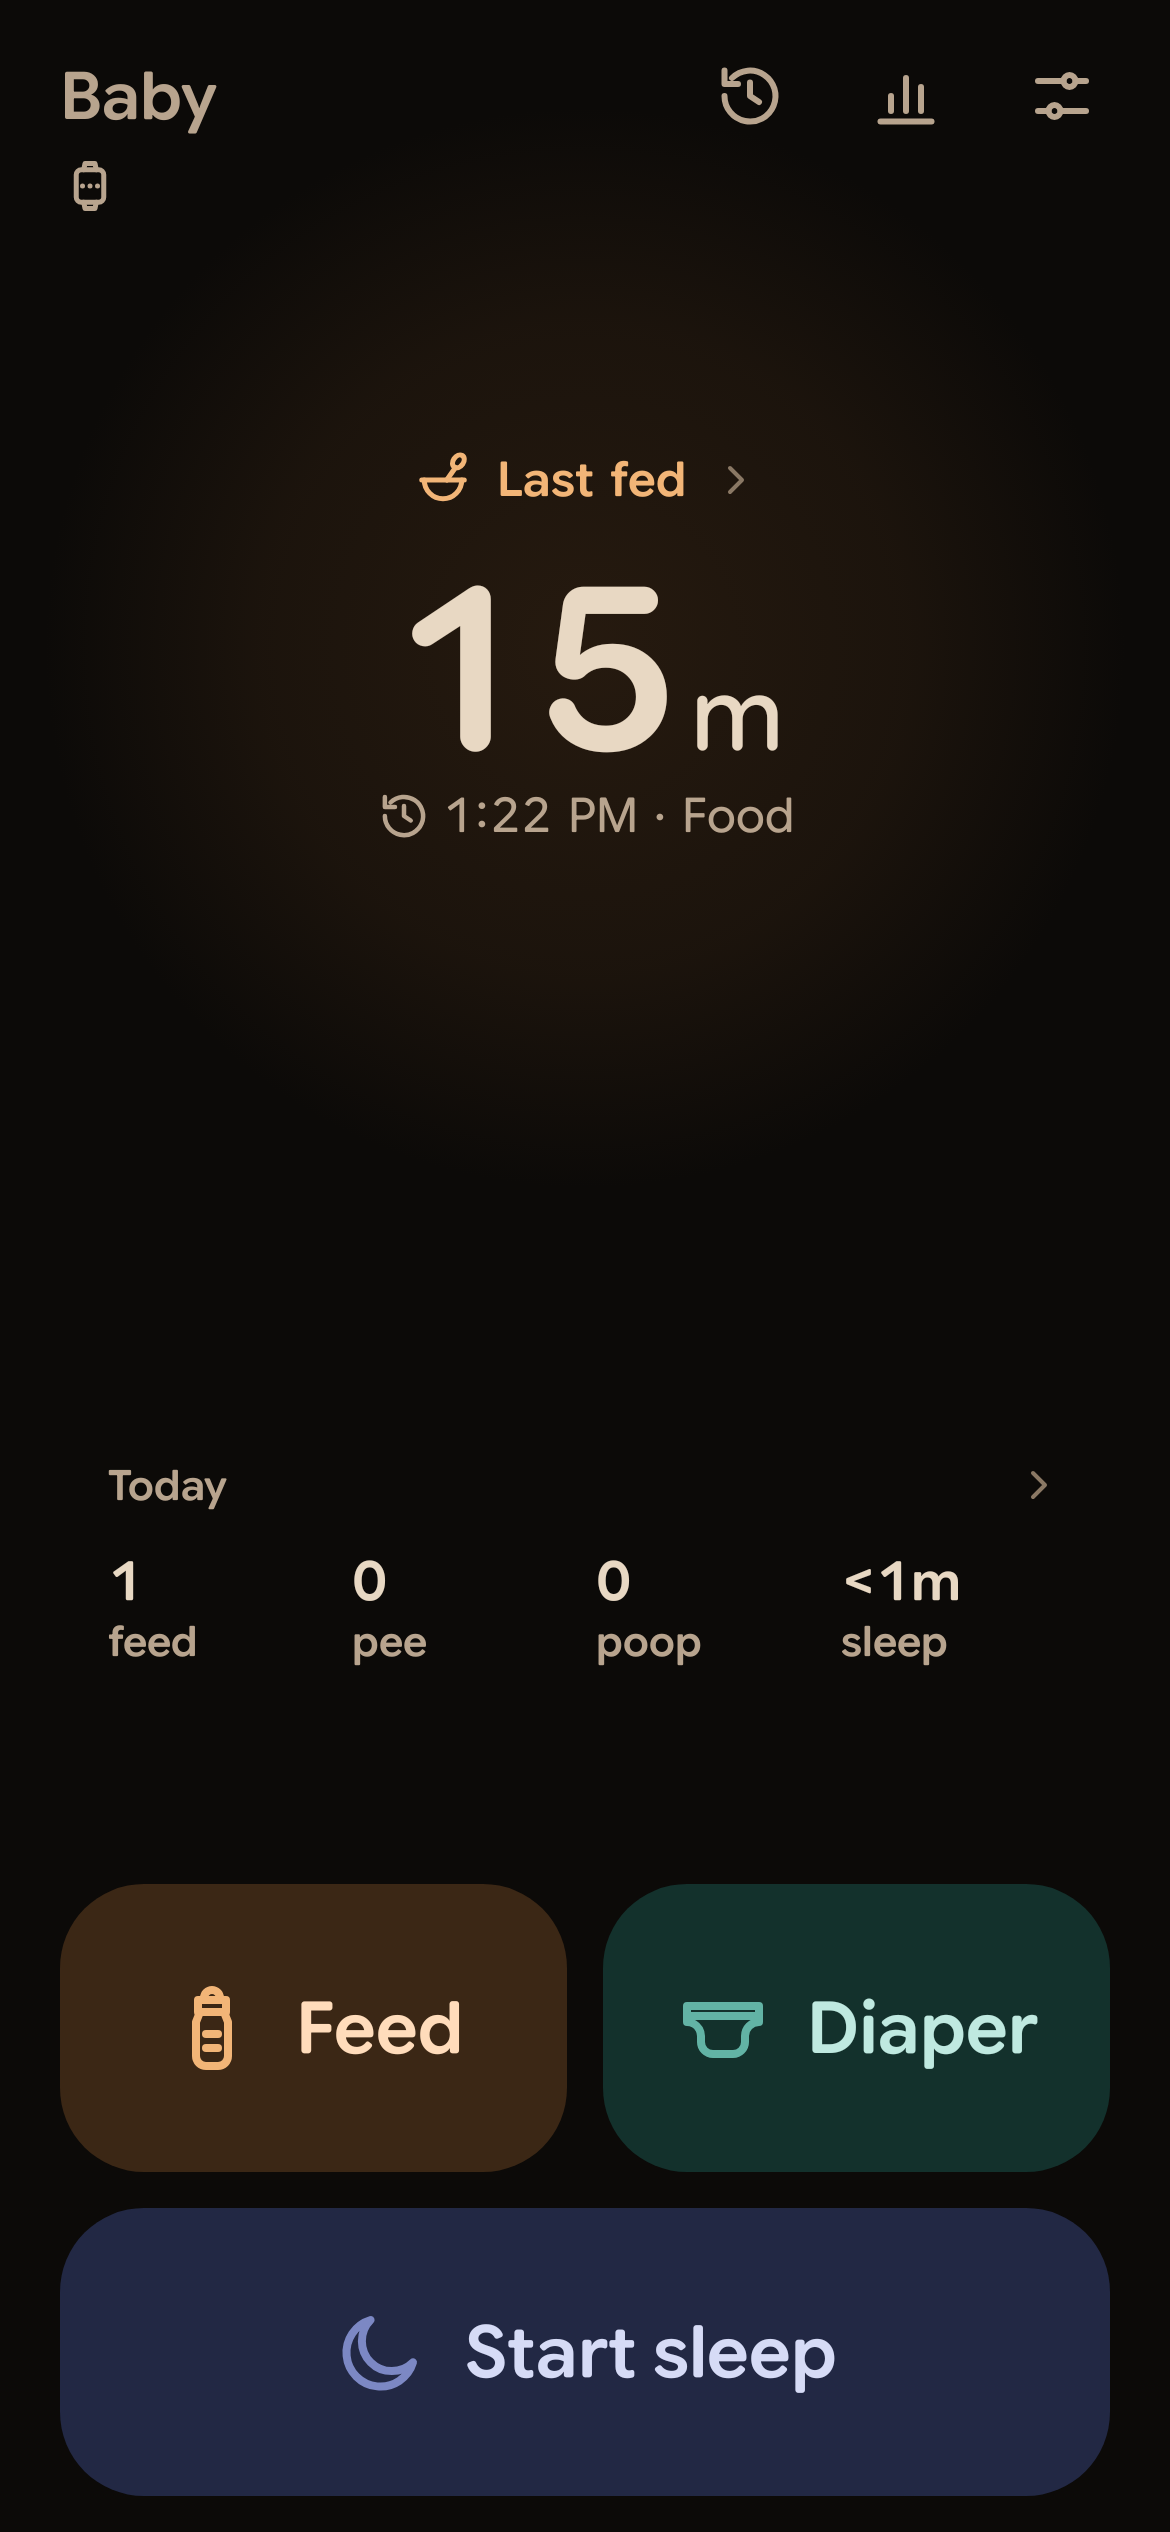 Baby
Last fed
15m
1:22 PM · Food
Today
1 0 0 <1m
feed pee poop sleep
Feed Diaper
Start sleep